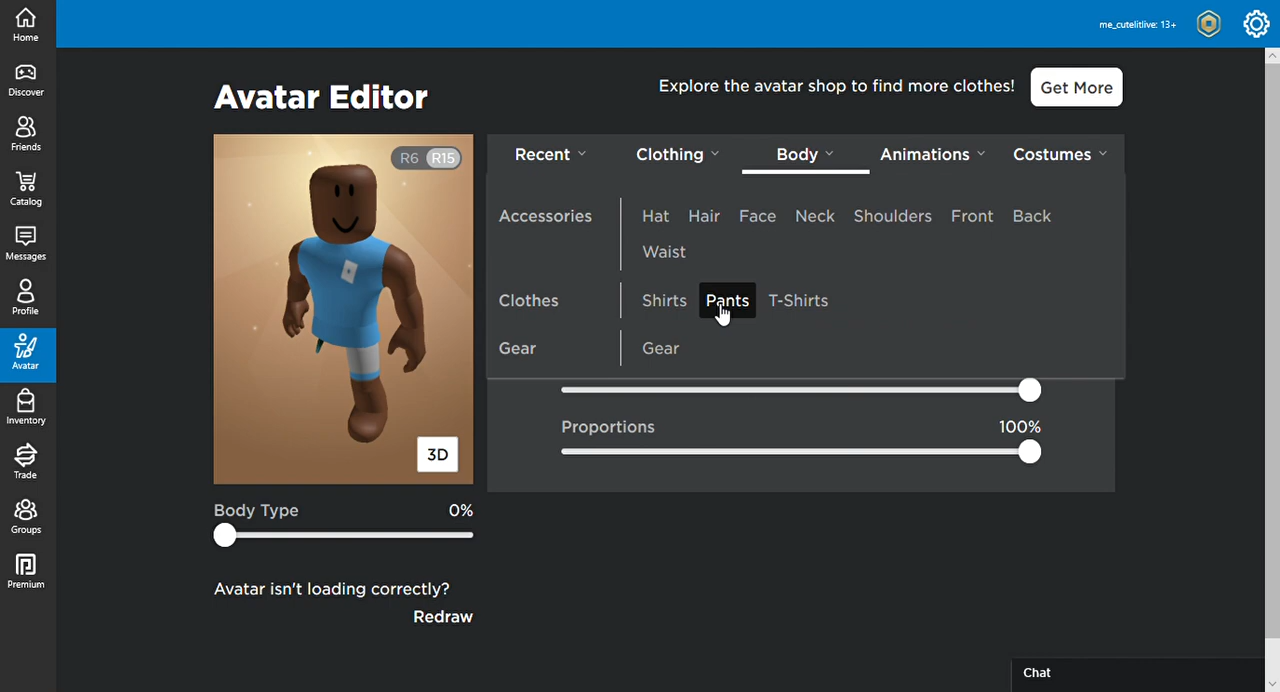 Home
Discover
Friends
Catalog
Messages
Profile
Avatar
Inventory
Trade
Groups
Premium
me_cutelitlive: 13+
Avatar Editor
Explore the avatar shop to find more clothes!
Get More
R6 R15
3D
Body Type 0%
Avatar isn't loading correctly?
Redraw
Recent Clothing Body Animations Costumes
Accessories Hat Hair Face Neck Shoulders Front Back
Waist
Clothes Shirts Pants T-Shirts
Gear Gear
Proportions 100%
Chat